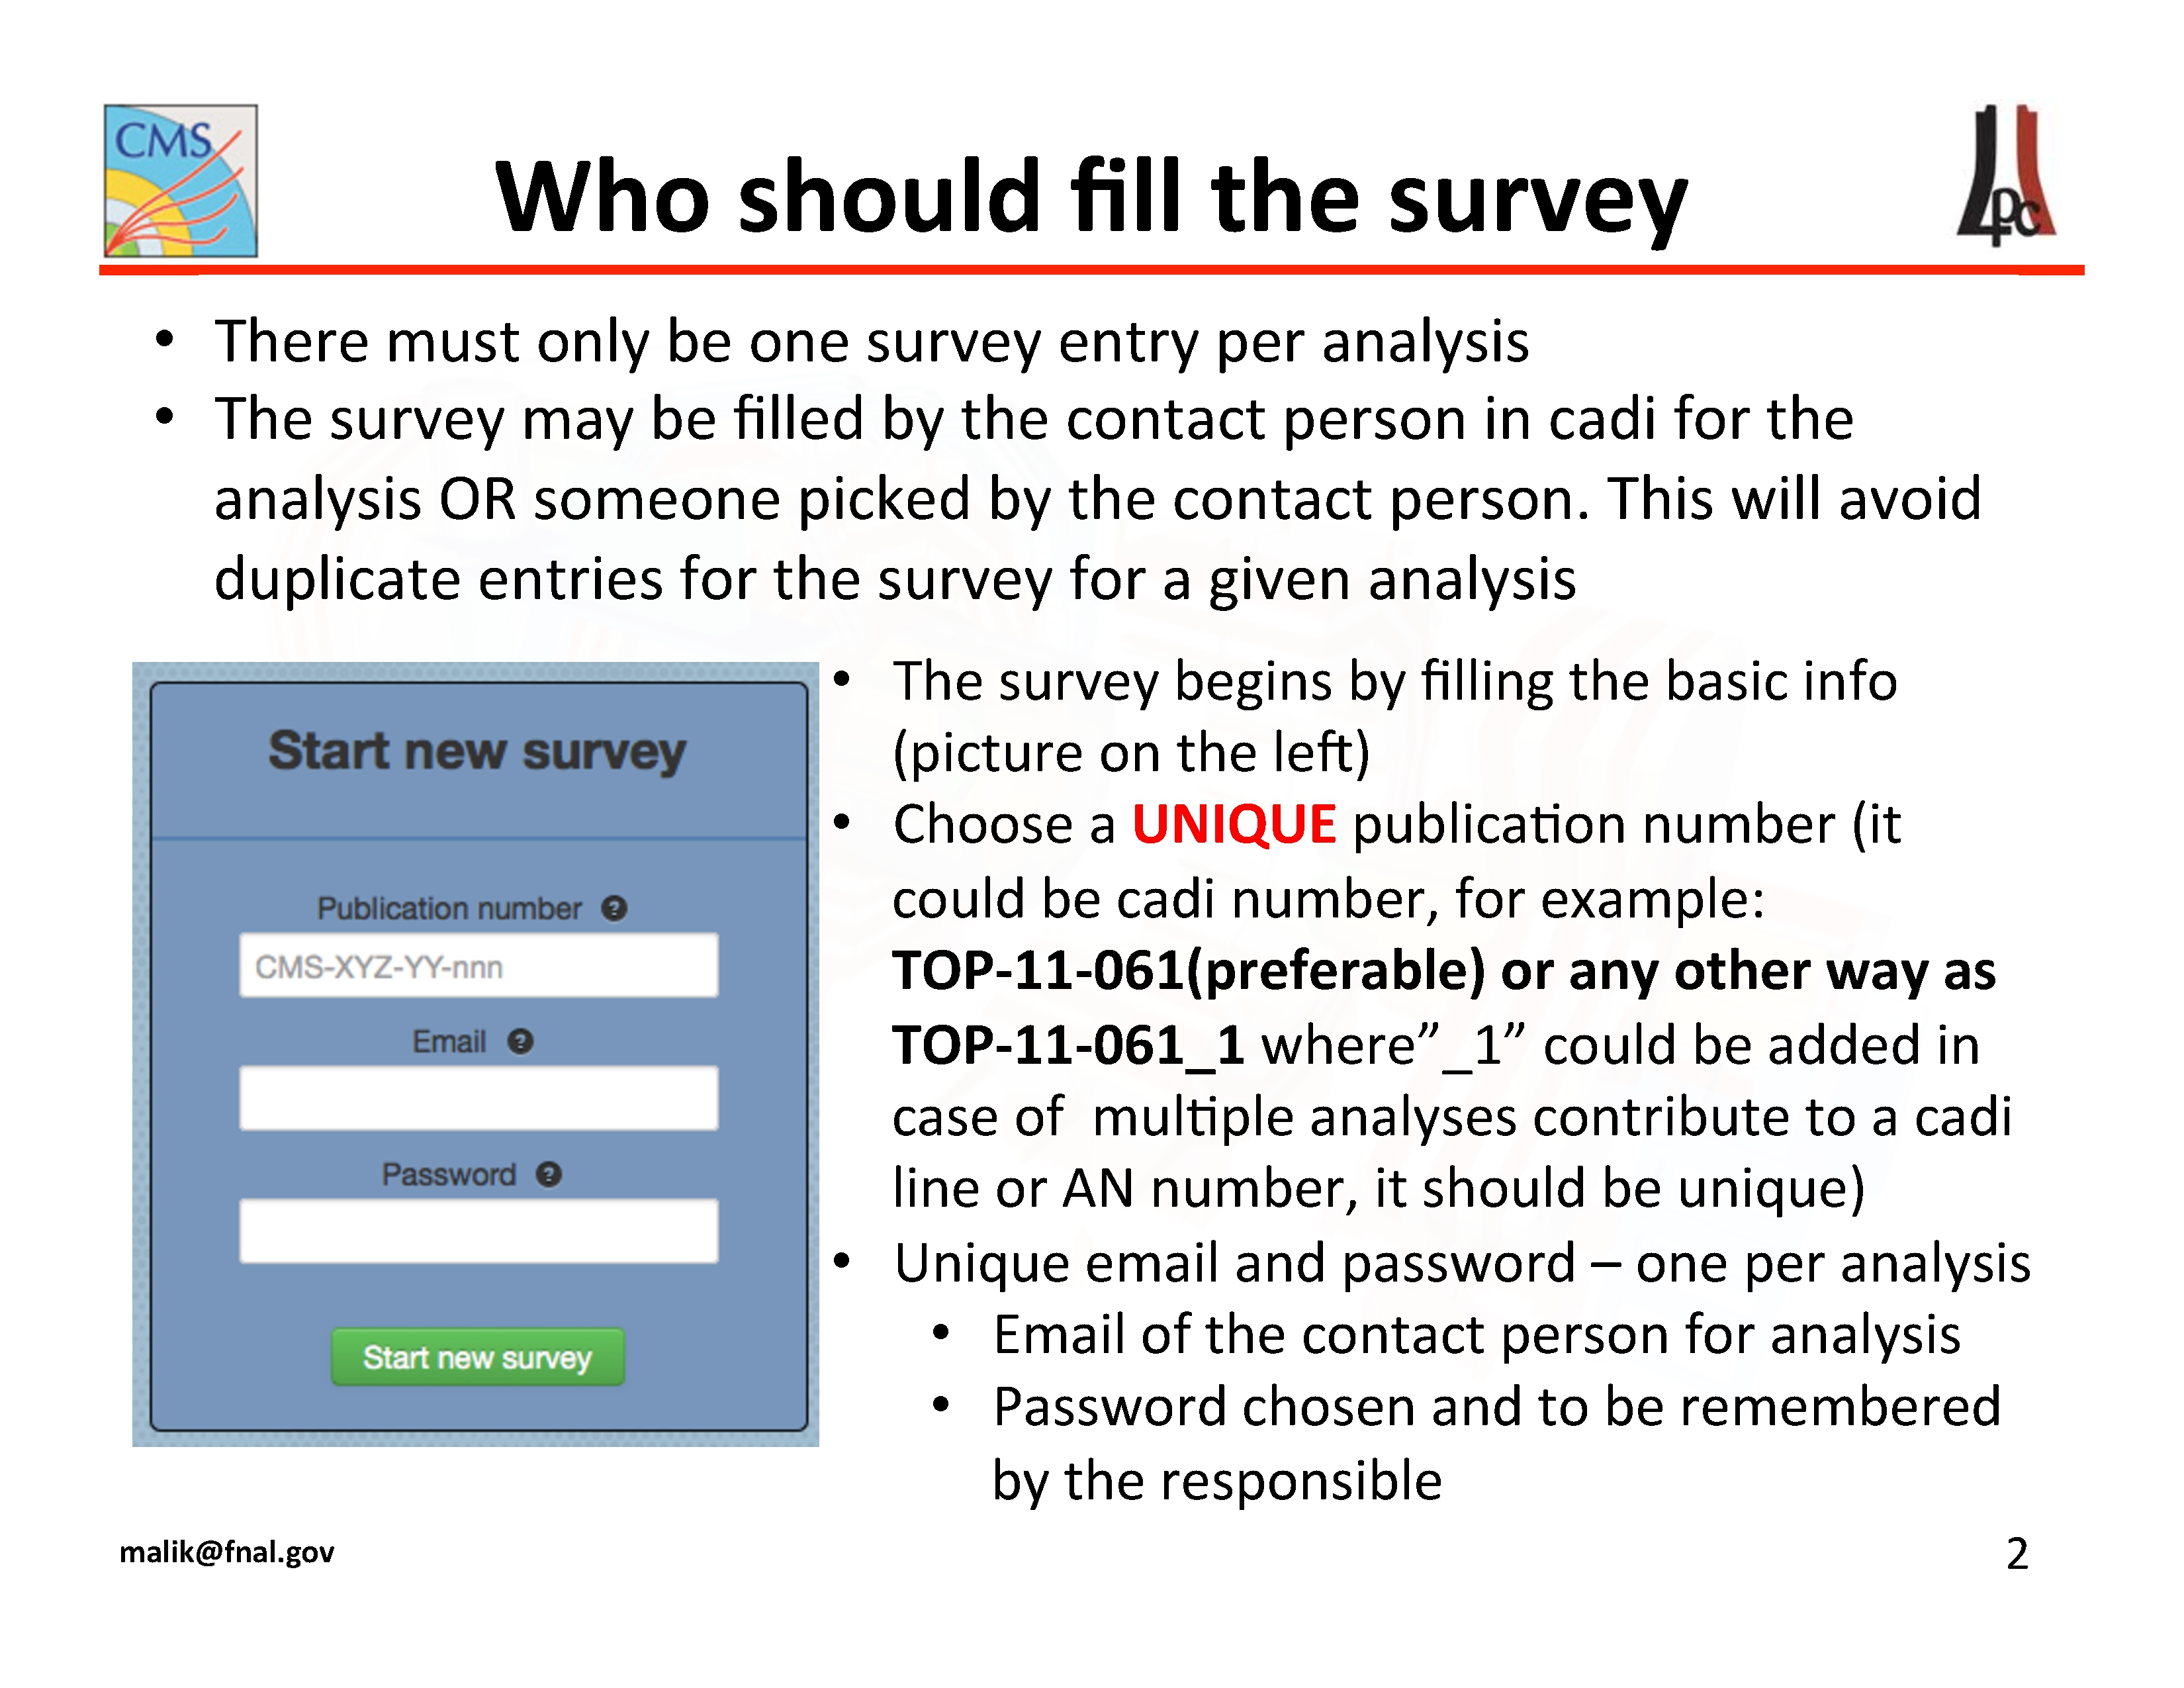 CMS
Who should fill the survey
lpc
• There must only be one survey entry per analysis
• The survey may be filled by the contact person in cadi for the
analysis OR someone picked by the contact person. This will avoid
duplicate entries for the survey for a given analysis
Start new survey
Publication number ?
CMS-XYZ-YY-nnn
Email ?
Password ?
Start new survey
• The survey begins by filling the basic info
(picture on the left)
• Choose a UNIQUE publication number (it
could be cadi number, for example:
TOP-11-061(preferable) or any other way as
TOP-11-061_1 where”_1” could be added in
case of  multiple analyses contribute to a cadi
line or AN number, it should be unique)
• Unique email and password – one per analysis
• Email of the contact person for analysis
• Password chosen and to be remembered
by the responsible
malik@fnal.gov
2